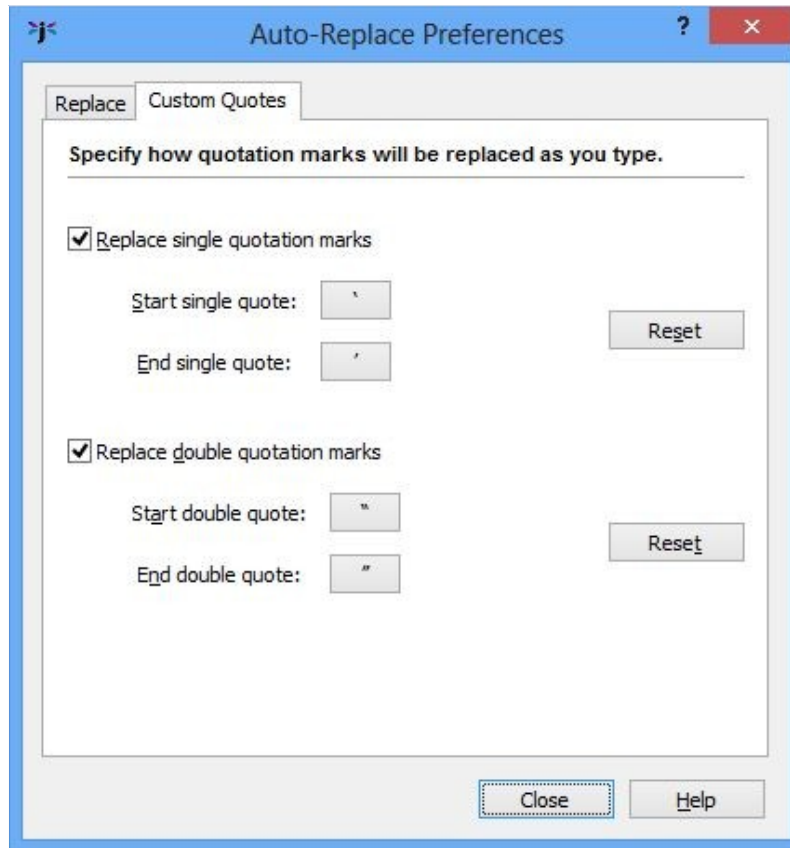 Auto-Replace Preferences ?
Replace Custom Quotes
Specify how quotation marks will be replaced as you type.
Replace single quotation marks
Start single quote: ‘
Reset
End single quote: ’
Replace double quotation marks
Start double quote: “
Reset
End double quote: ”
Close Help